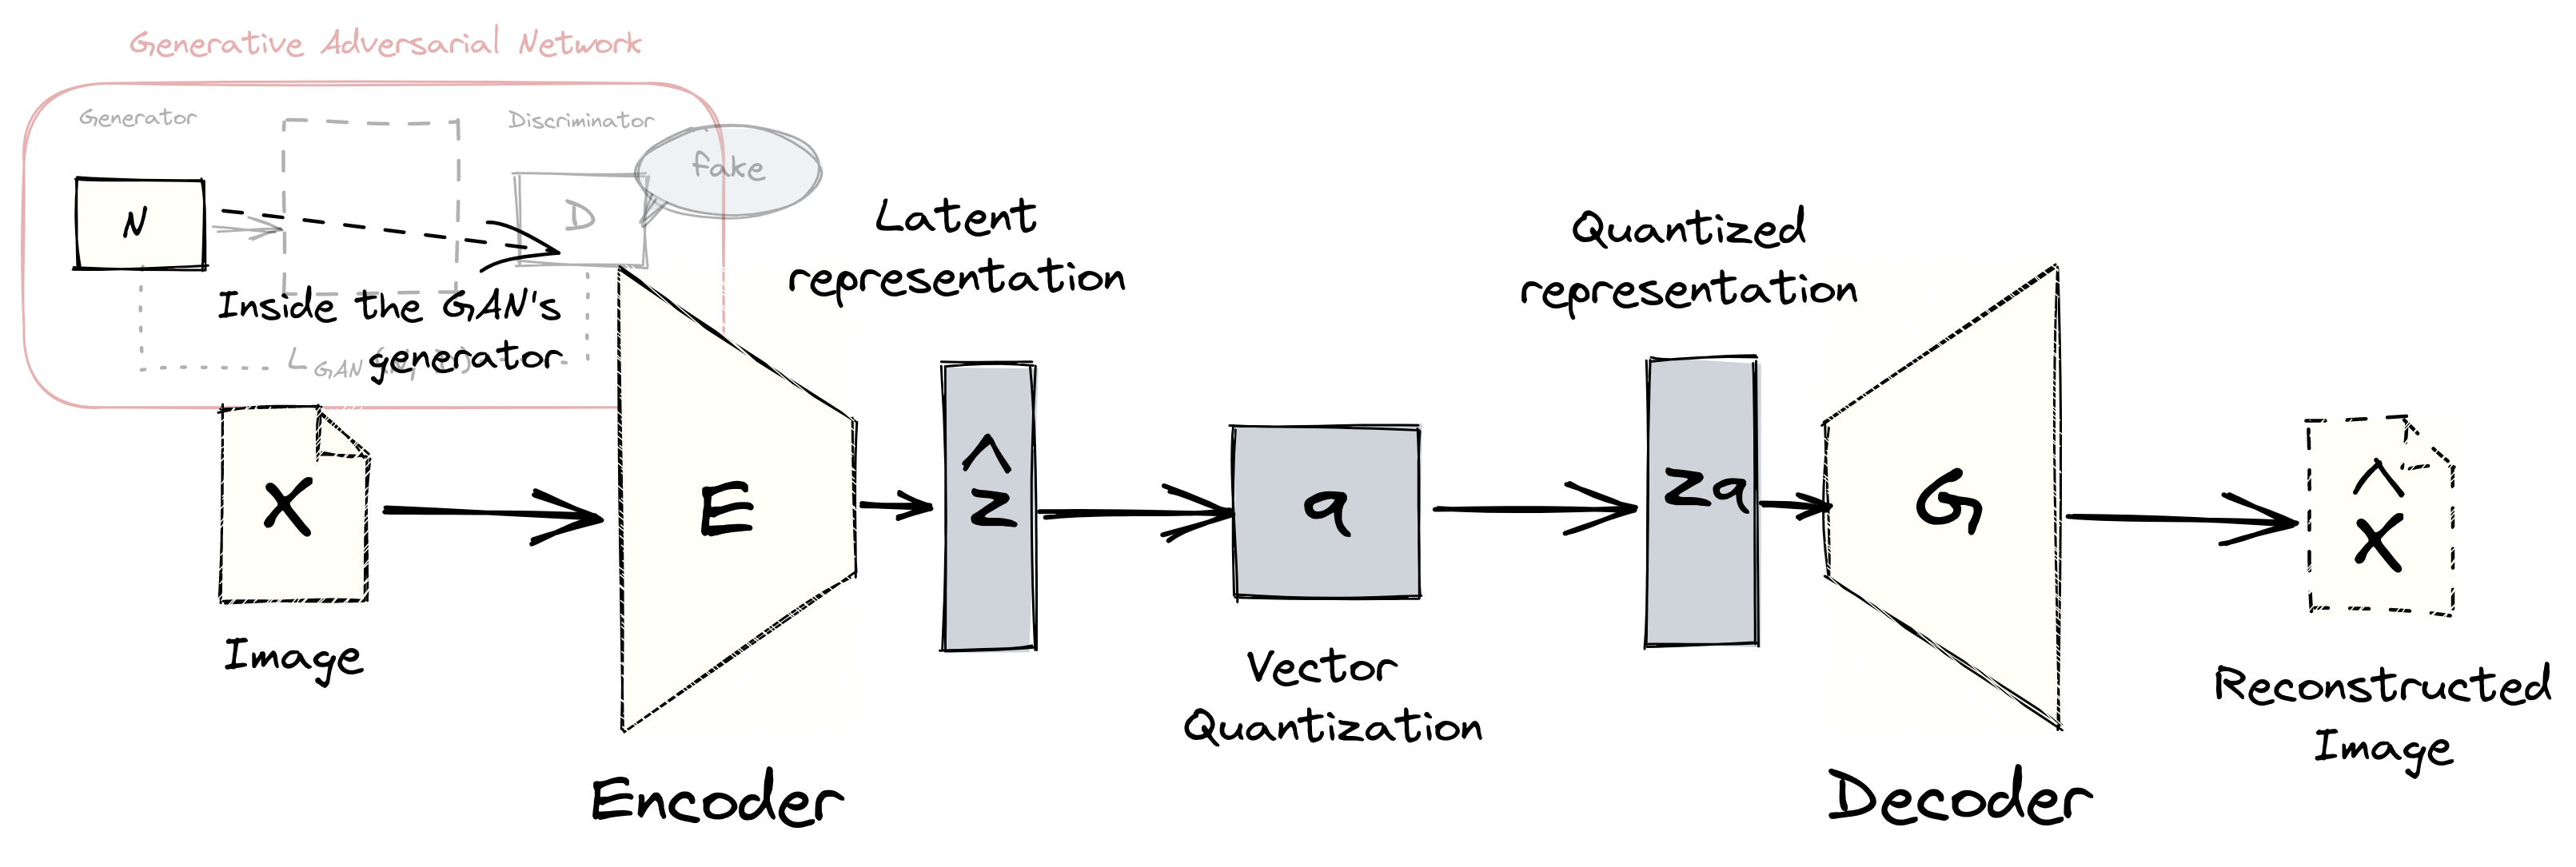 Generative Adversarial Network
Generator
Discriminator
fake
N
D
Inside the GAN's
generator
L GAN
Latent
representation
Quantized
representation
X
E
^
z
q
zq
G
^
X
Image
Vector
Quantization
Reconstructed
Image
Encoder
Decoder